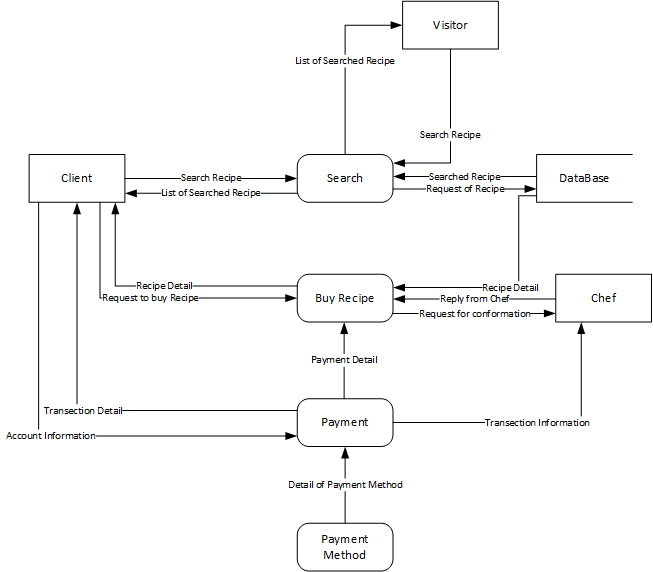 Visitor
List of Searched Recipe
Search Recipe
Client
Search Recipe
Search
Searched Recipe
DataBase
List of Searched Recipe
Request of Recipe
Recipe Detail
Recipe Detail
Request to buy Recipe
Buy Recipe
Reply from Chef
Chef
Request for conformation
Payment Detail
Transection Detail
Payment
Transection Information
Account Information
Detail of Payment Method
Payment
Method